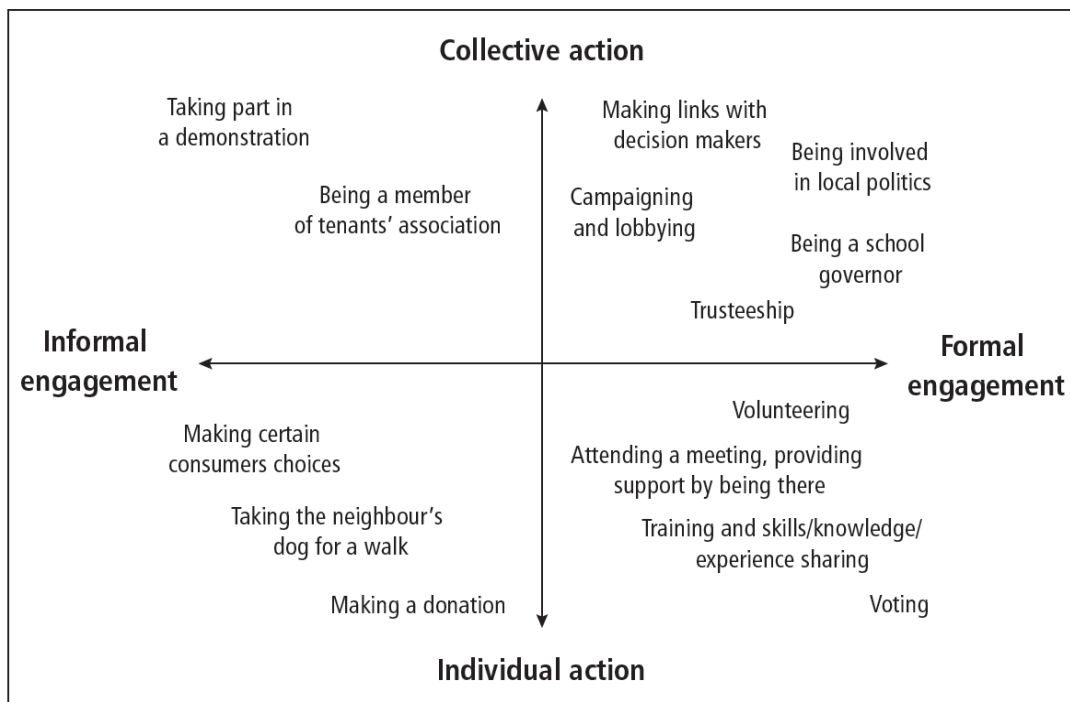 Collective action
Taking part in
a demonstration
Making links with
decision makers
Being involved
in local politics
Being a member
of tenants’ association
Campaigning
and lobbying
Being a school
governor
Trusteeship
Informal
engagement
Formal
engagement
Volunteering
Making certain
consumers choices
Attending a meeting, providing
support by being there
Taking the neighbour’s
dog for a walk
Training and skills/knowledge/
experience sharing
Making a donation
Voting
Individual action